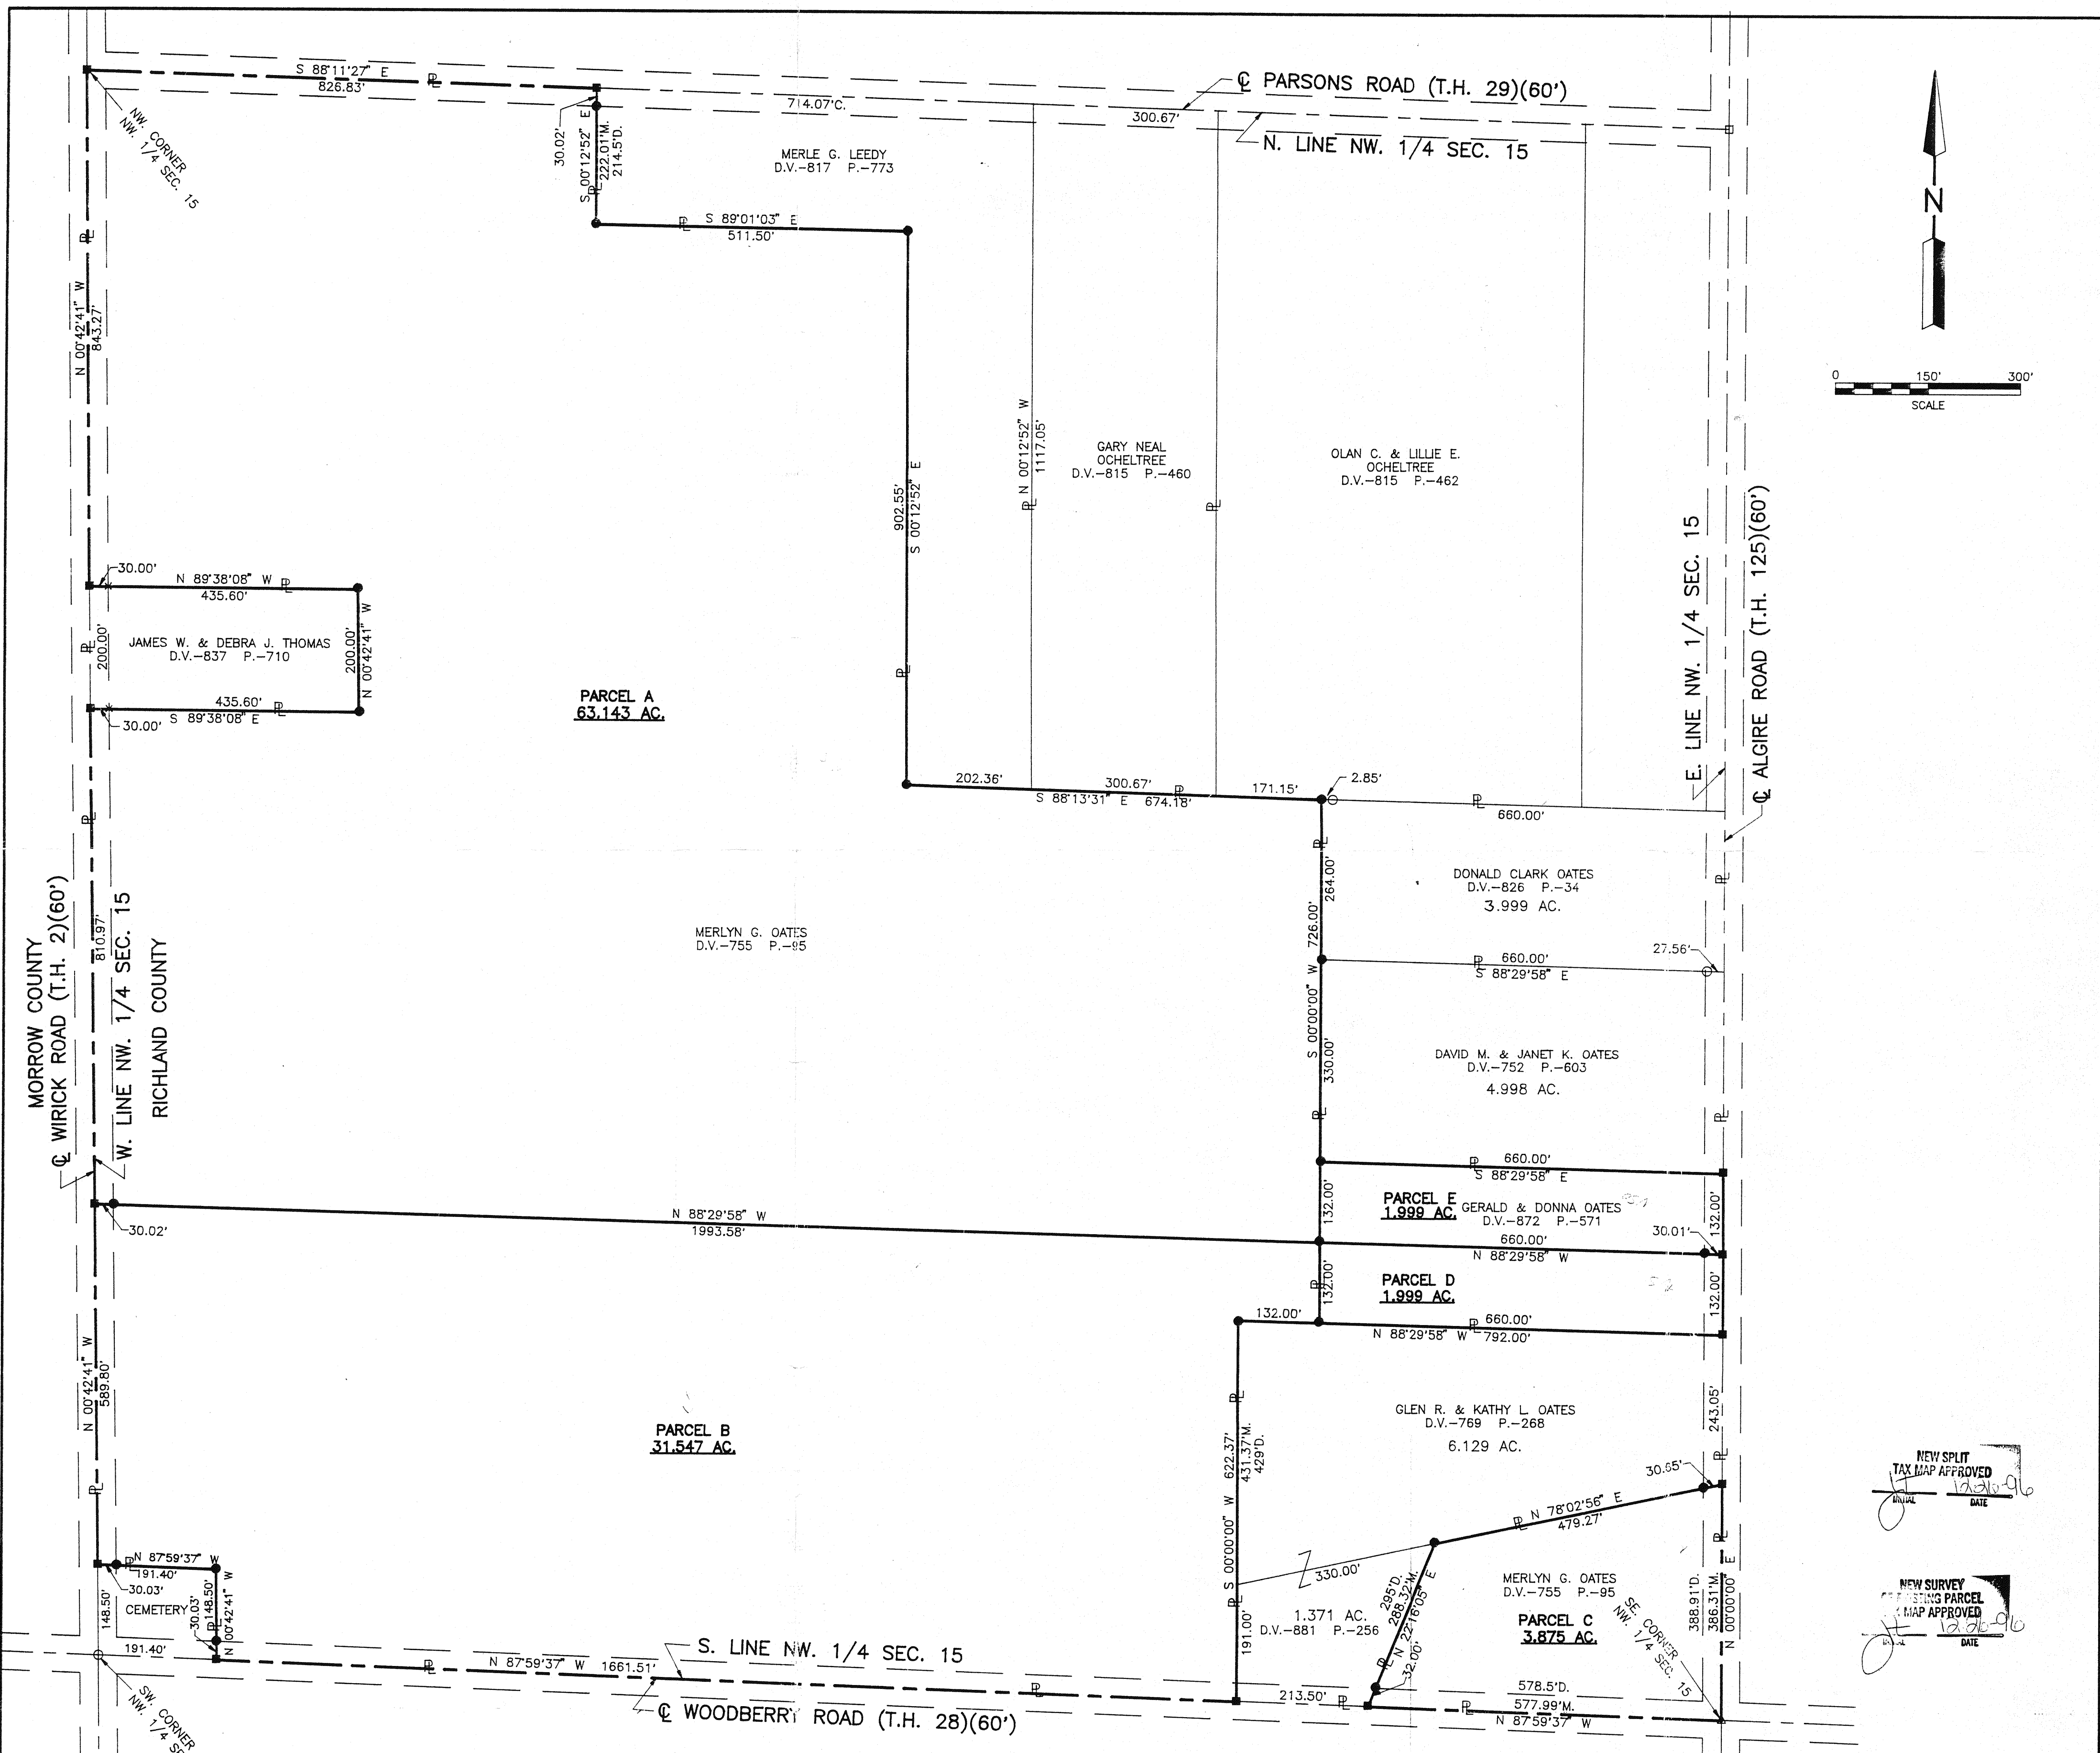 S 88°11'27" E
826.83'
℄ PARSONS ROAD (T.H. 29)(60')
714.07'C.
300.67'
N. LINE NW. 1/4 SEC. 15
NW. CORNER
NW. 1/4 SEC. 15
30.02'
S 00°12'52" E
222.01'M.
214.5'D.
MERLE G. LEEDY
D.V.-817 P.-773
S 89°01'03" E
511.50'
N
0 150' 300'
SCALE
N 00°42'41" W
843.27'
902.55'
S 00°12'52" E
N 00°12'52" W
1117.05'
GARY NEAL
OCHELTREE
D.V.-815 P.-460
OLAN C. & LILLIE E.
OCHELTREE
D.V.-815 P.-462
E. LINE NW. 1/4 SEC. 15
℄ ALGIRE ROAD (T.H. 125)(60')
30.00'
N 89°38'08" W
435.60'
JAMES W. & DEBRA J. THOMAS
D.V.-837 P.-710
200.00'
200.00'
N 00°42'41" W
435.60'
S 89°38'08" E
30.00'
PARCEL A
63.143 AC.
202.36'
300.67'
171.15'
2.85'
S 88°13'31" E 674.18'
660.00'
MORROW COUNTY
℄ WIRICK ROAD (T.H. 2)(60')
810.97'
W. LINE NW. 1/4 SEC. 15
RICHLAND COUNTY
MERLYN G. OATES
D.V.-755 P.-95
264.00'
726.00'
S 00°00'00" W
330.00'
DONALD CLARK OATES
D.V.-826 P.-34
3.999 AC.
27.56'
660.00'
S 88°29'58" E
DAVID M. & JANET K. OATES
D.V.-752 P.-603
4.998 AC.
660.00'
S 88°29'58" E
30.02'
N 88°29'58" W
1993.58'
132.00'
PARCEL E
1.999 AC.
GERALD & DONNA OATES
D.V.-872 P.-571
132.00'
30.01'
660.00'
N 88°29'58" W
132.00'
PARCEL D
1.999 AC.
132.00'
132.00'
660.00'
N 88°29'58" W 792.00'
N 00°42'41" W
589.80'
PARCEL B
31.547 AC.
622.37'
S 00°00'00" W
431.37'M.
429'D.
GLEN R. & KATHY L. OATES
D.V.-769 P.-268
6.129 AC.
243.05'
30.65'
N 78°02'56" E
479.27'
NEW SPLIT
TAX MAP APPROVED
12-26-96
INITIAL DATE
N 87°59'37" W
191.40'
30.03'
CEMETERY
148.50'
30.03'
148.50'
N 00°42'41" W
191.40'
330.00'
1.371 AC.
D.V.-881 P.-256
191.00'
295'D.
288.32'M.
N 22°16'05" E
32.00'
MERLYN G. OATES
D.V.-755 P.-95
PARCEL C
3.875 AC.
SE. CORNER
NW. 1/4 SEC. 15
388.91'D.
386.31'M.
N 00°00'00" E
NEW SURVEY
OF EXISTING PARCEL
MAP APPROVED
12-26-96
INITIAL DATE
S. LINE NW. 1/4 SEC. 15
N 87°59'37" W 1661.51'
℄ WOODBERRY ROAD (T.H. 28)(60')
213.50'
578.5'D.
577.99'M.
N 87°59'37" W
SW. CORNER
NW. 1/4